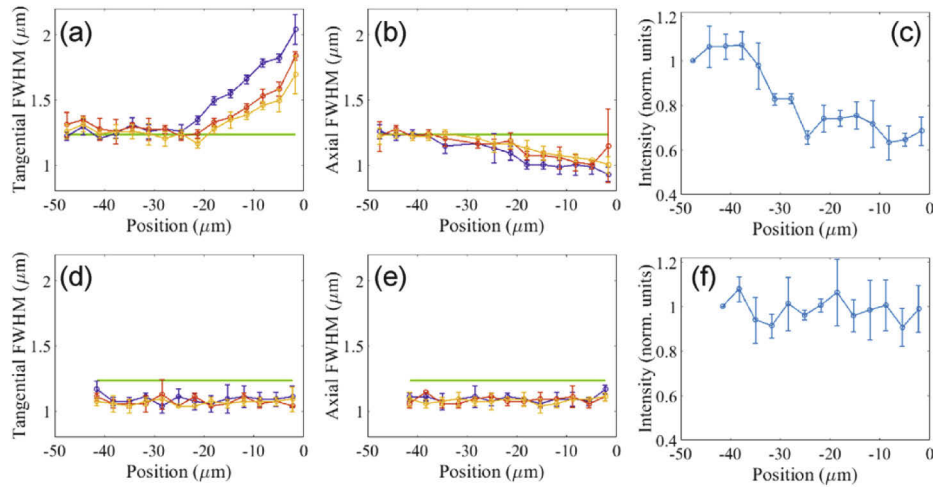 (a)
Tangential FWHM (μm)
2
1.5
1
-50 -40 -30 -20 -10 0
Position (μm)
(b)
Axial FWHM (μm)
2
1.5
1
-50 -40 -30 -20 -10 0
Position (μm)
(c)
Intensity (norm. units)
1.2
1
0.8
0.6
0.4
-50 -40 -30 -20 -10 0
Position (μm)
(d)
Tangential FWHM (μm)
2
1.5
1
-50 -40 -30 -20 -10 0
Position (μm)
(e)
Axial FWHM (μm)
2
1.5
1
-50 -40 -30 -20 -10 0
Position (μm)
(f)
Intensity (norm. units)
1.2
1
0.8
0.6
0.4
-50 -40 -30 -20 -10 0
Position (μm)